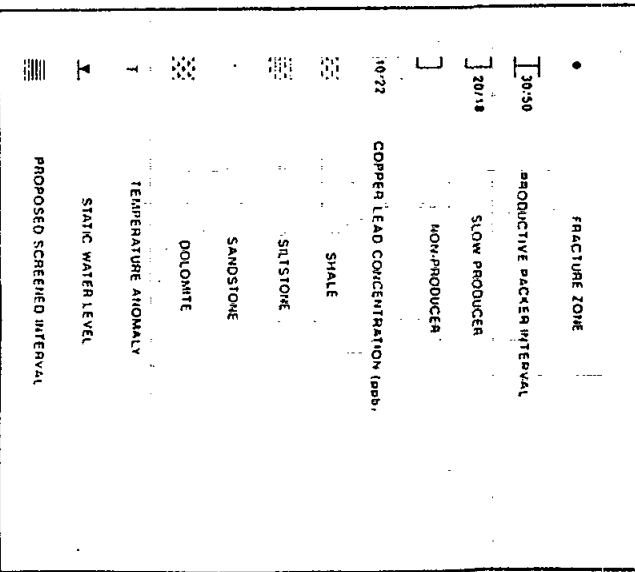 FRACTURE ZONE
30/50 PRODUCTIVE PACKER INTERVAL
20/18 SLOW PRODUCER
NON-PRODUCER
10/22 COPPER LEAD CONCENTRATION (ppb)
SHALE
SILTSTONE
SANDSTONE
DOLOMITE
T TEMPERATURE ANOMALY
STATIC WATER LEVEL
PROPOSED SCREENED INTERVAL